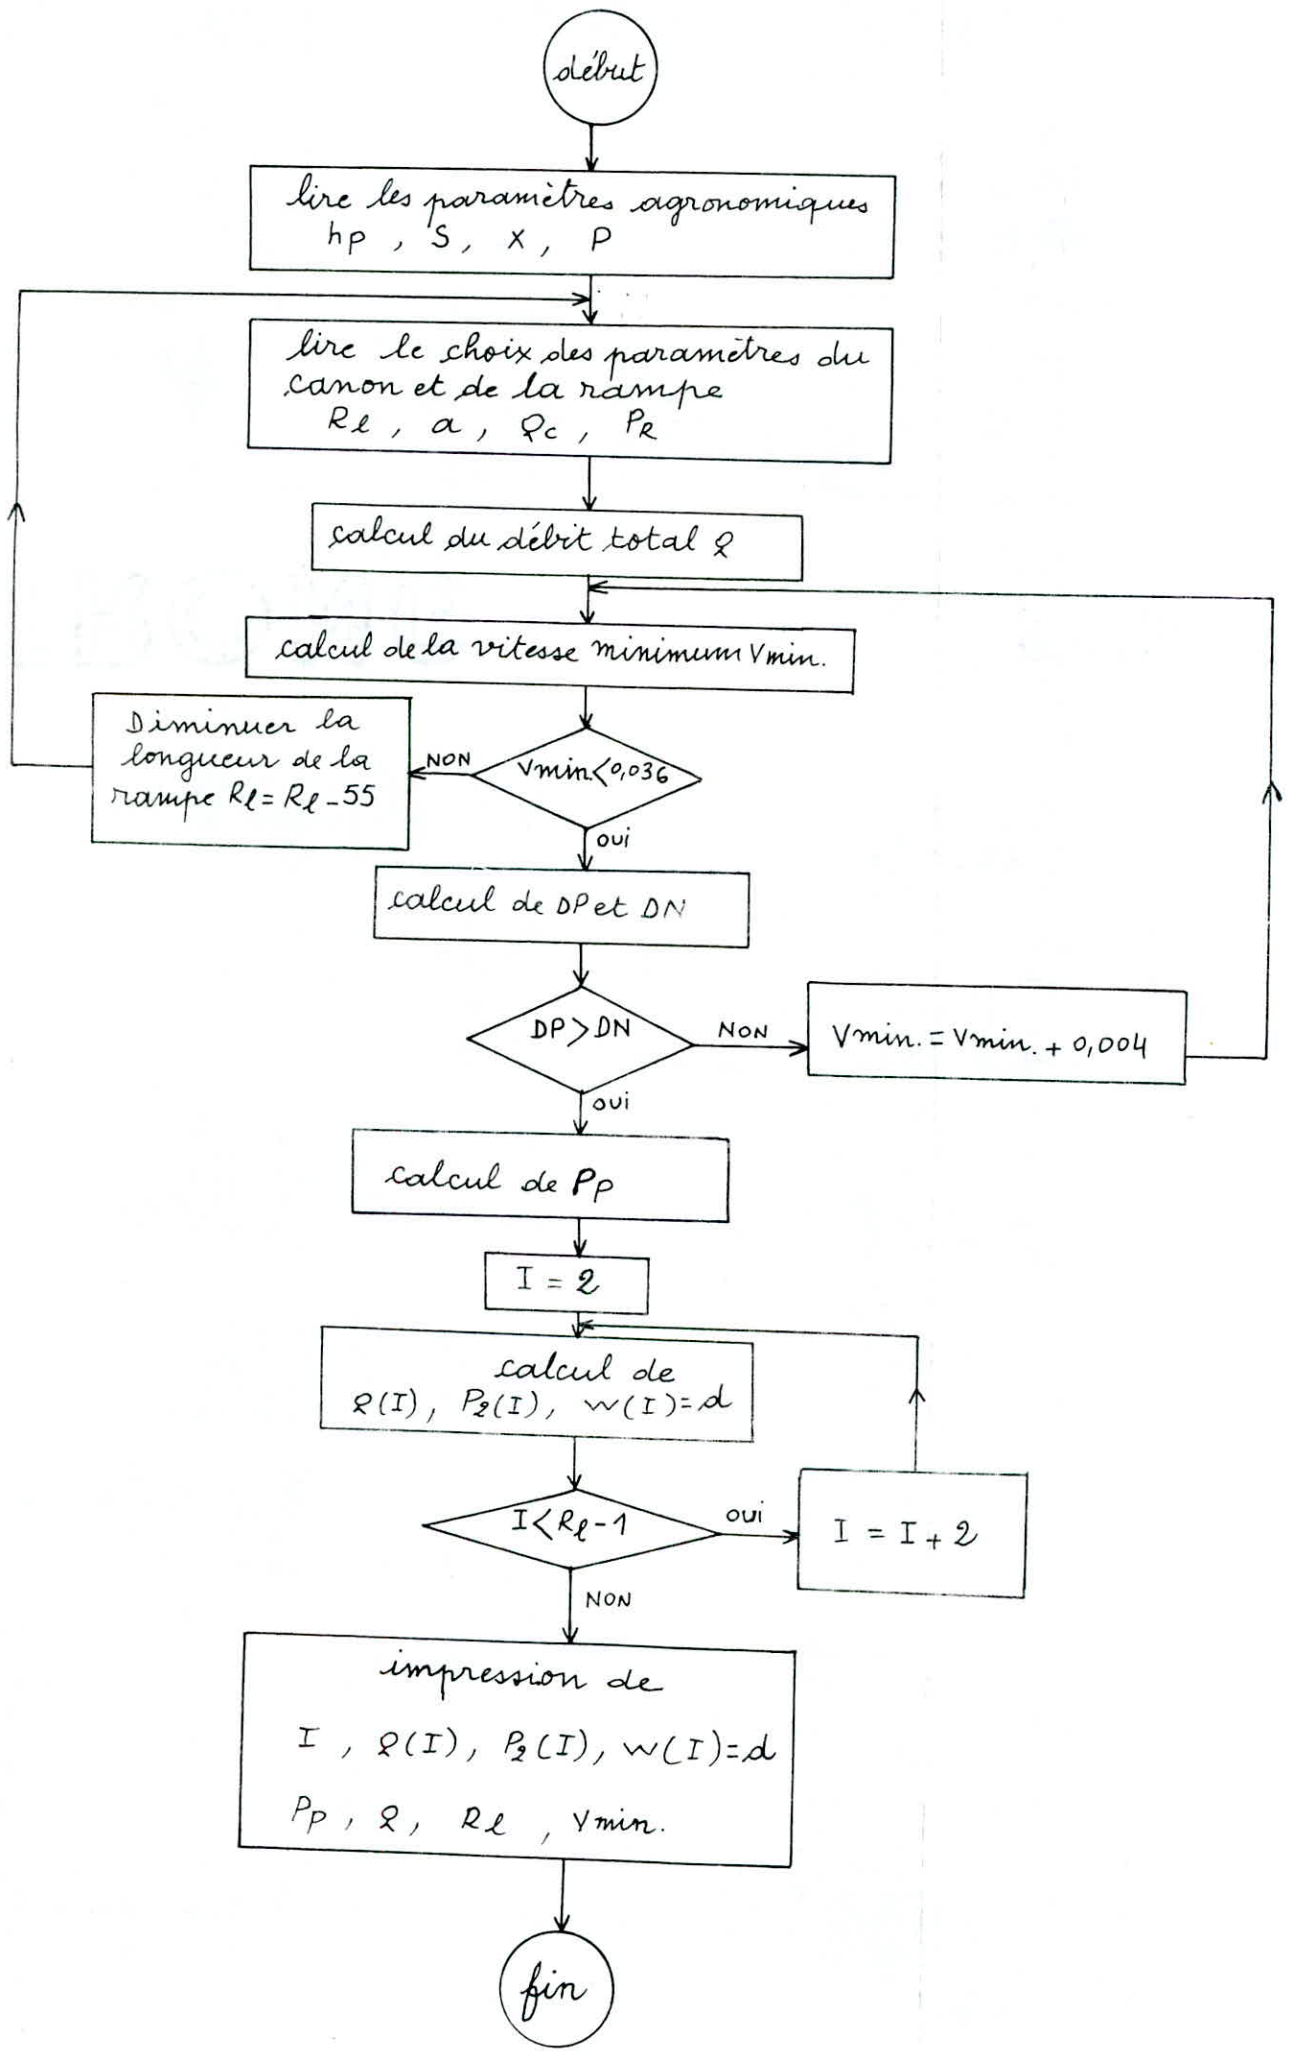 début
lire les paramètres agronomiques
hp , S, X, P
lire le choix des paramètres du
canon et de la rampe
Rl , a , Qc , PR
calcul du débit total Q
calcul de la vitesse minimum Vmin.
Diminuer la
longueur de la
rampe Rl = Rl - 55
NON
Vmin<0,036
OUI
calcul de DP et DN
DP>DN
NON
Vmin. = Vmin. + 0,004
OUI
calcul de Pp
I = 2
calcul de
Q(I), P2(I), W(I)=d
I<Rl-1
OUI
I = I + 2
NON
impression de
I , Q(I), P2(I), W(I)=d
Pp , Q, Rl , Vmin.
fin